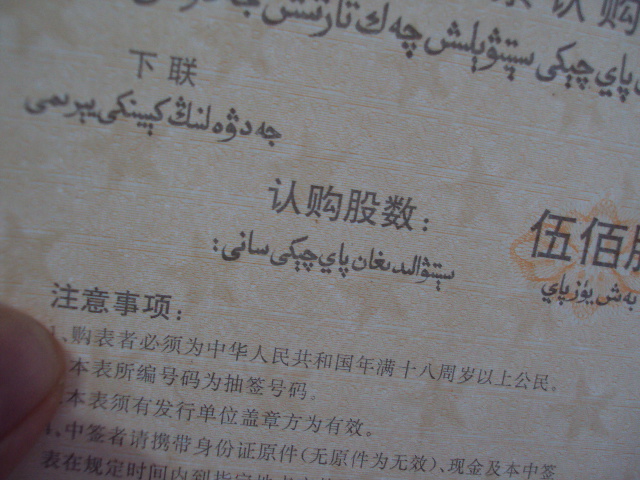 认购
پاي چېكى سېتىۋېلىش چەك تارتىش
下联
جەدۋەلنىڭ كېيىنكى يېرىمى
认购股数：
سېتىۋالىدىغان پاي چېكى سانى：
伍佰股
بەش يۈز پاي
注意事项：
1、购表者必须为中华人民共和国年满十八周岁以上公民。
本表所编号码为抽签号码。
本表须有发行单位盖章方为有效。
4、中签者请携带身份证原件(无原件为无效)、现金及本中签
表在规定时间内到指定地点